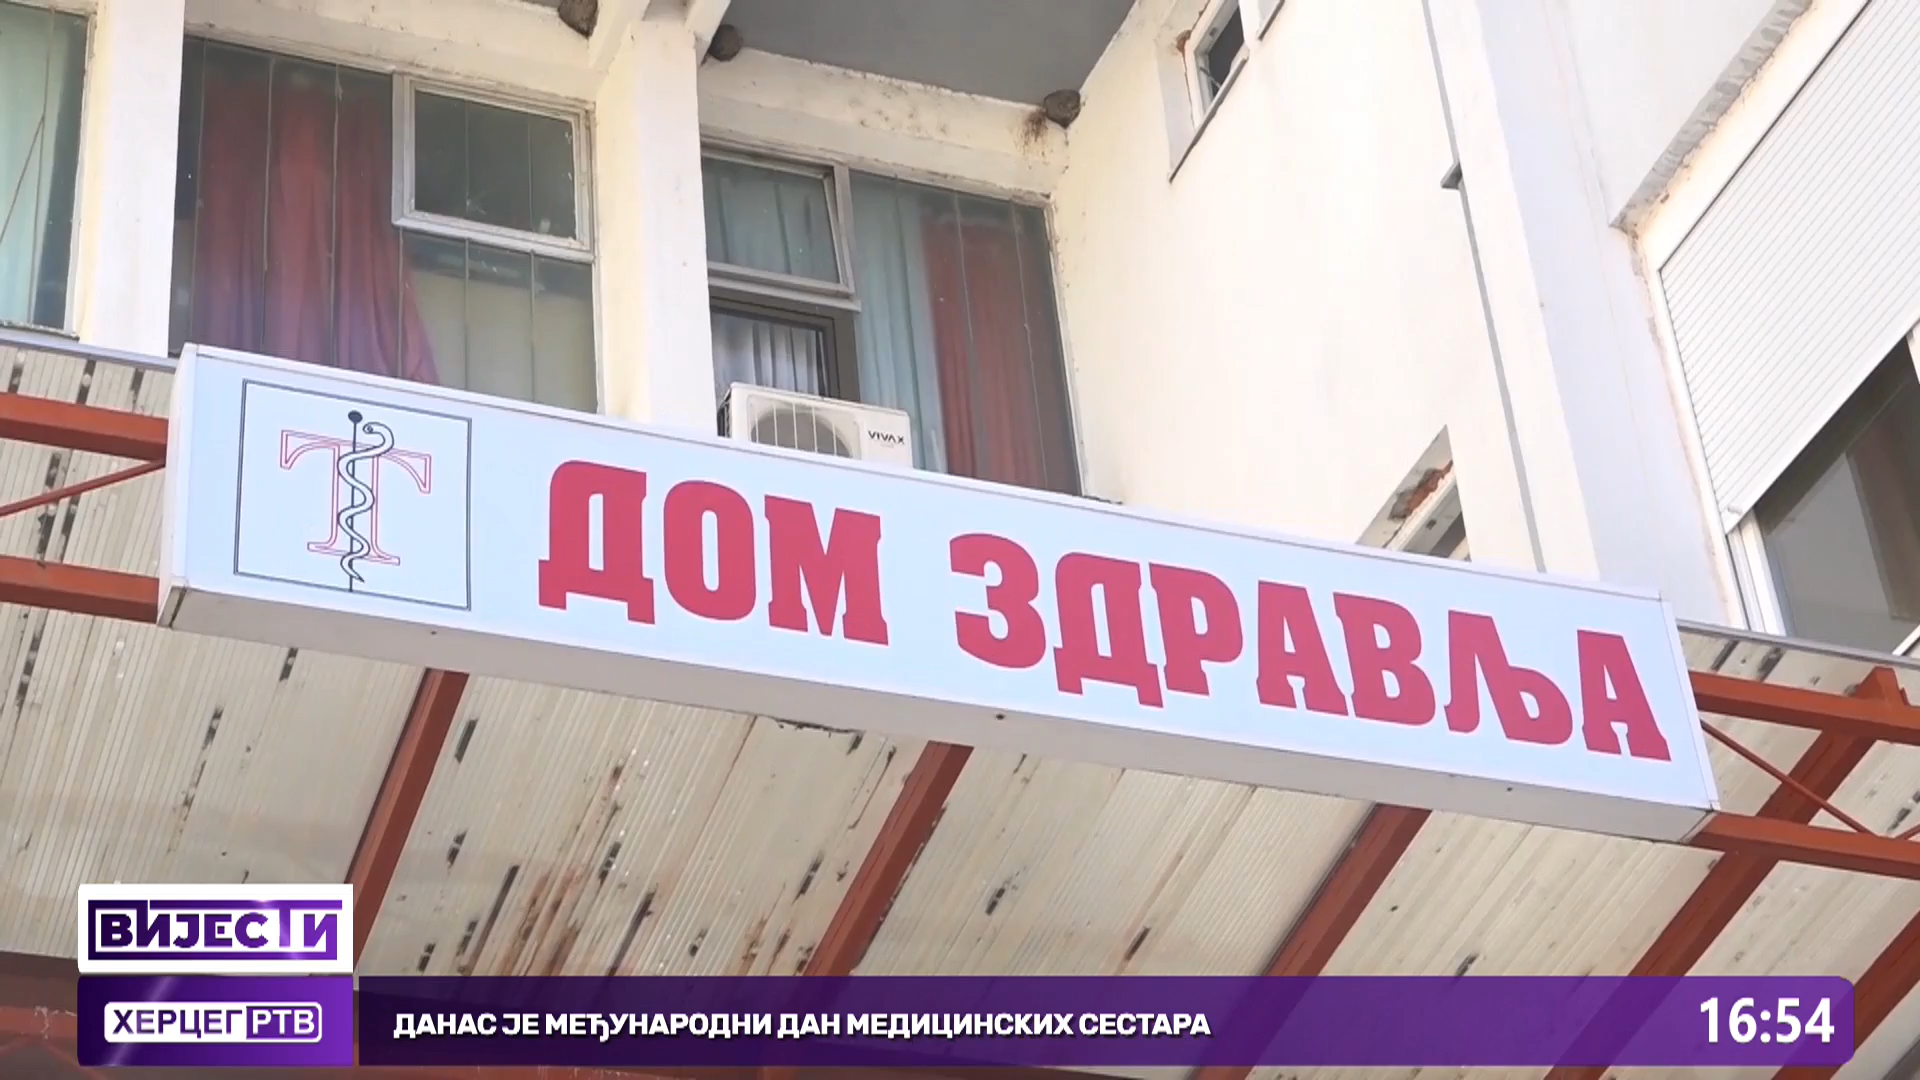 VIVAX
Т
ДОМ ЗДРАВЉА
ВИЈЕСТИ
ХЕРЦЕГ РТВ
ДАНАС ЈЕ МЕЂУНАРОДНИ ДАН МЕДИЦИНСКИХ СЕСТАРА
16:54